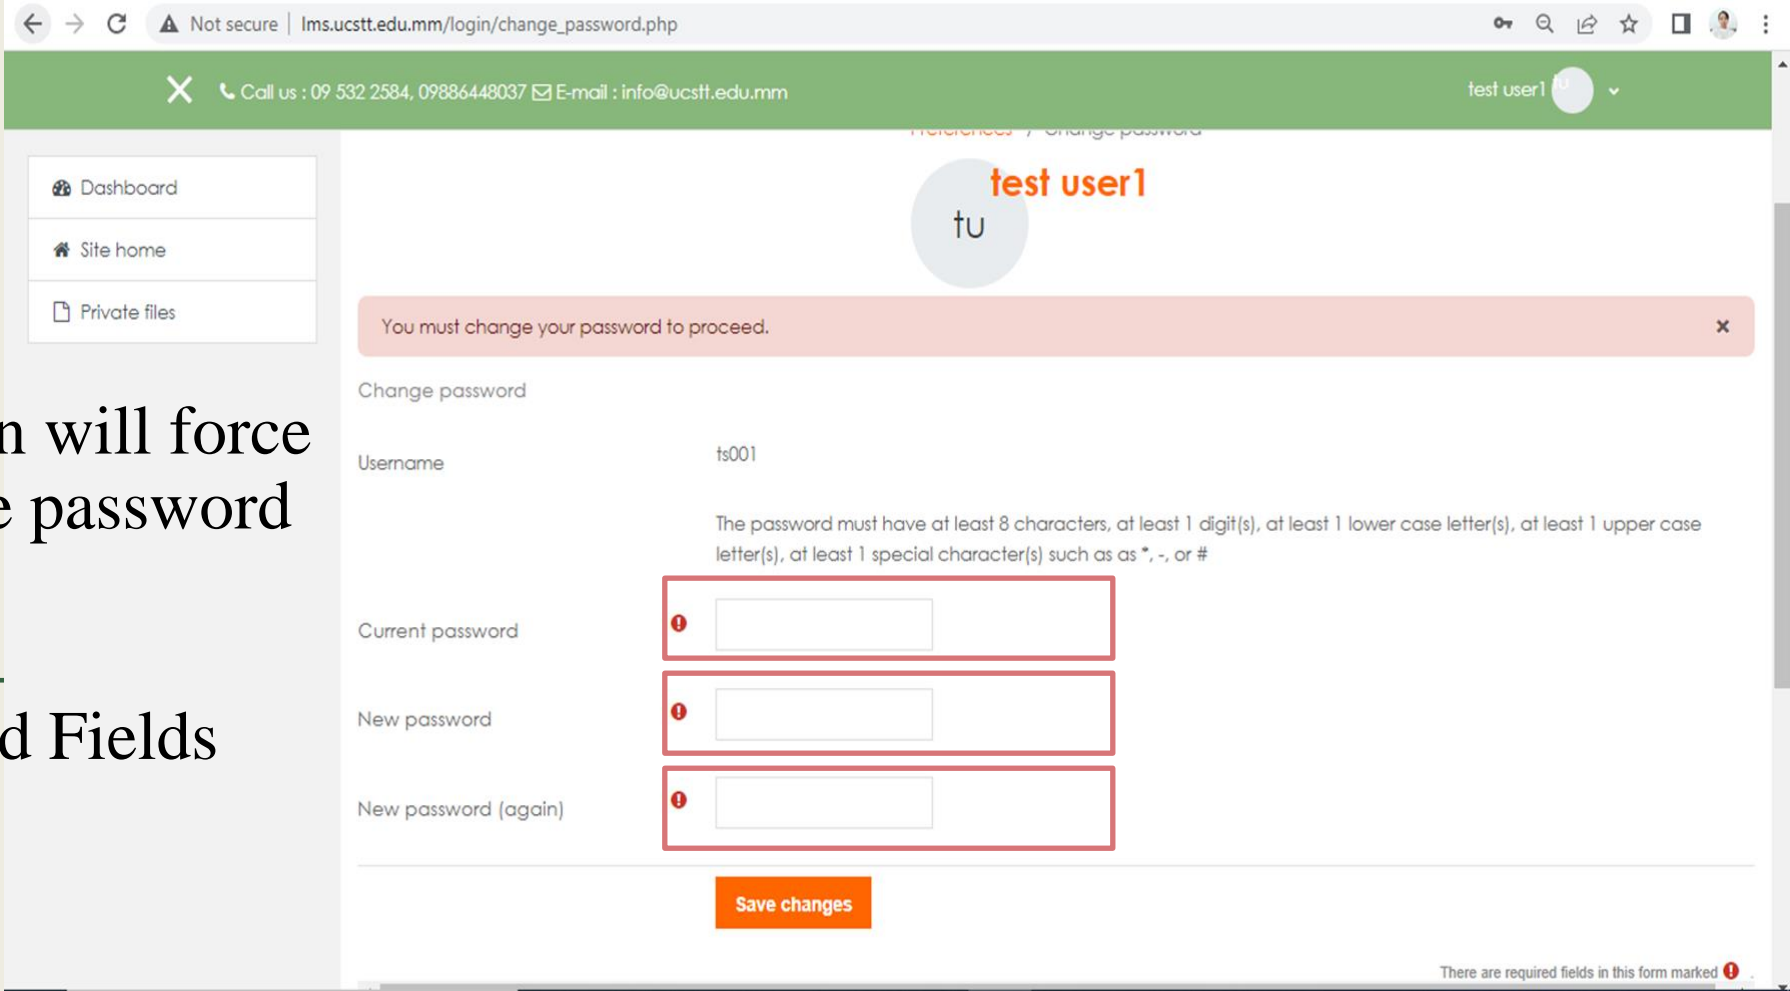 Not secure | lms.ucstt.edu.mm/login/change_password.php
Call us : 09 532 2584, 09886448037 E-mail : info@ucstt.edu.mm
test user1 tu
Preferences / Change password
Dashboard
Site home
Private files
test user1
tu
You must change your password to proceed.
Change password
n will force
e password
d Fields
Username ts001
The password must have at least 8 characters, at least 1 digit(s), at least 1 lower case letter(s), at least 1 upper case
letter(s), at least 1 special character(s) such as as *, -, or #
Current password
New password
New password (again)
Save changes
There are required fields in this form marked .